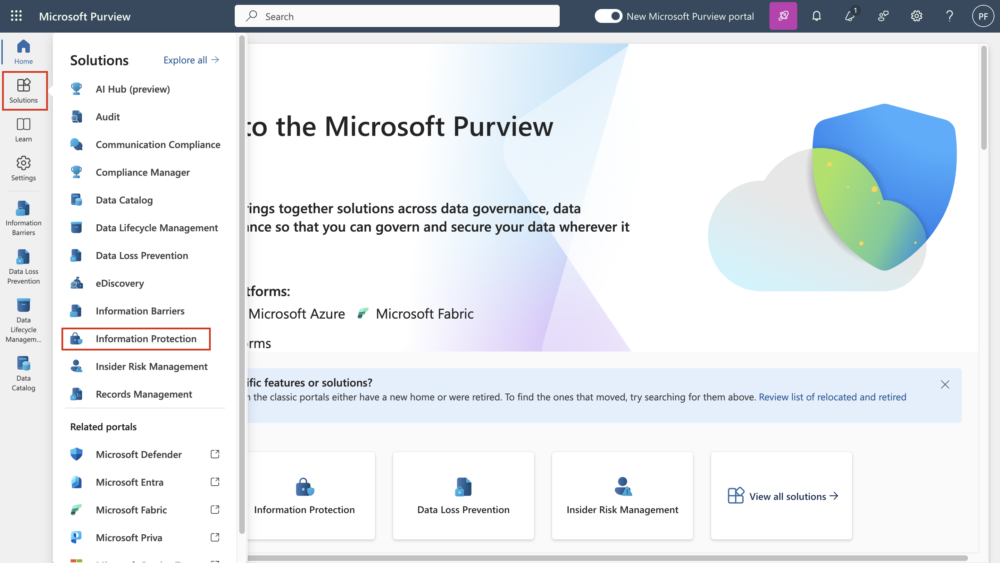 Microsoft Purview
Search
New Microsoft Purview portal
1
PF
Home
Solutions
Learn
Settings
Information
Barriers
Data Loss
Prevention
Data
Lifecycle
Managem...
Data
Catalog
Solutions
Explore all
AI Hub (preview)
Audit
Communication Compliance
Compliance Manager
Data Catalog
Data Lifecycle Management
Data Loss Prevention
eDiscovery
Information Barriers
Information Protection
Insider Risk Management
Records Management
Related portals
Microsoft Defender
Microsoft Entra
Microsoft Fabric
Microsoft Priva
to the Microsoft Purview
rings together solutions across data governance, data
ance so that you can govern and secure your data wherever it
tforms:
Microsoft Azure
Microsoft Fabric
orms
ific features or solutions?
the classic portals either have a new home or were retired. To find the ones that moved, try searching for them above. Review list of relocated and retired
Information Protection
Data Loss Prevention
Insider Risk Management
View all solutions